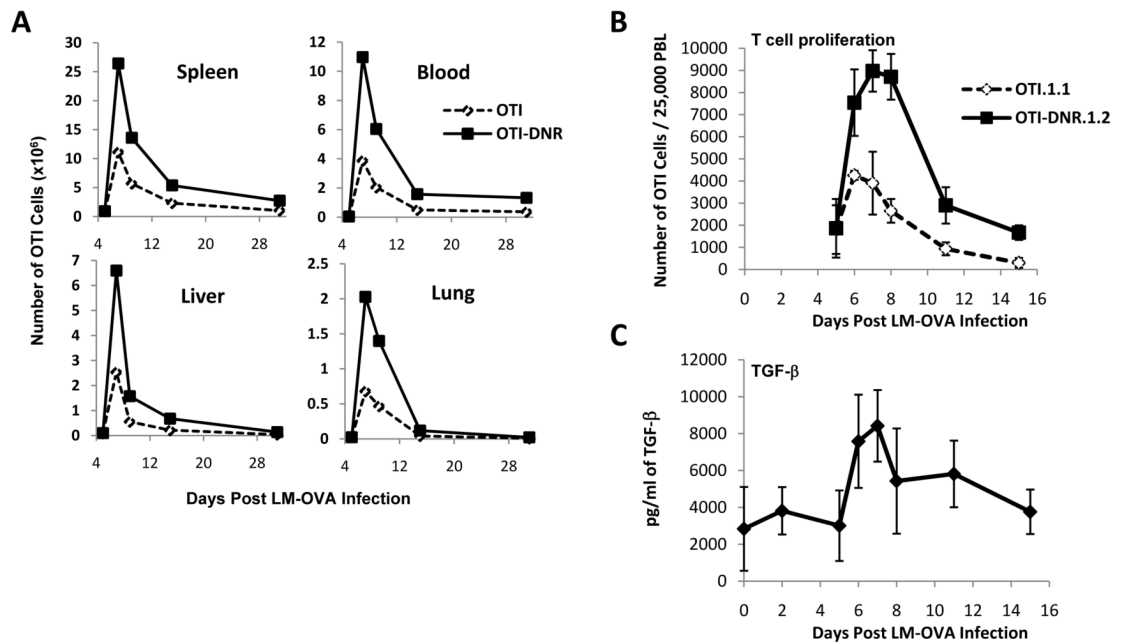 A
Number of OTI Cells (x10⁶)
Spleen
30
25
20
15
10
5
0
4 12 20 28
Blood
12
10
8
6
4
2
0
4 12 20 28
OTI
OTI-DNR
Liver
7
6
5
4
3
2
1
0
4 12 20 28
Lung
2.5
2
1.5
1
0.5
0
4 12 20 28
Days Post LM-OVA Infection
B
T cell proliferation
Number of OTI Cells / 25,000 PBL
10000
9000
8000
7000
6000
5000
4000
3000
2000
1000
0
OTI.1.1
OTI-DNR.1.2
0 2 4 6 8 10 12 14 16
Days Post LM-OVA Infection
C
TGF-β
pg/ml of TGF-β
12000
10000
8000
6000
4000
2000
0
0 2 4 6 8 10 12 14 16
Days Post LM-OVA Infection